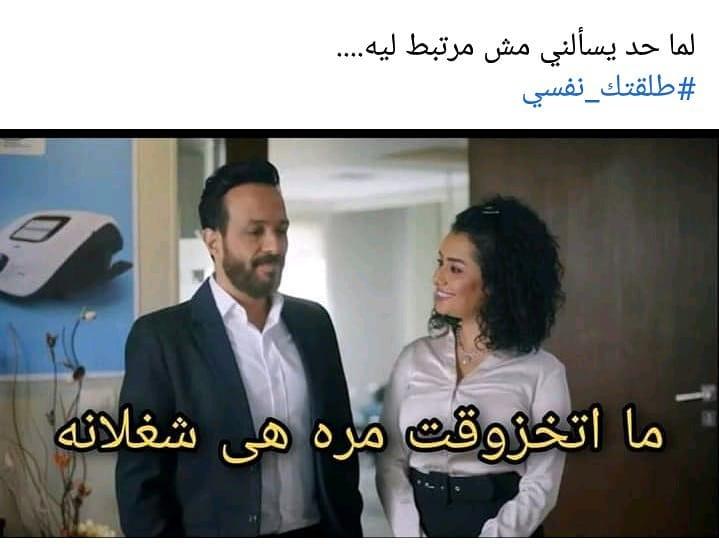 لما حد يسألني مش مرتبط ليه....
#طلقتك_نفسي
ما اتخزوقت مره هى شغلانه